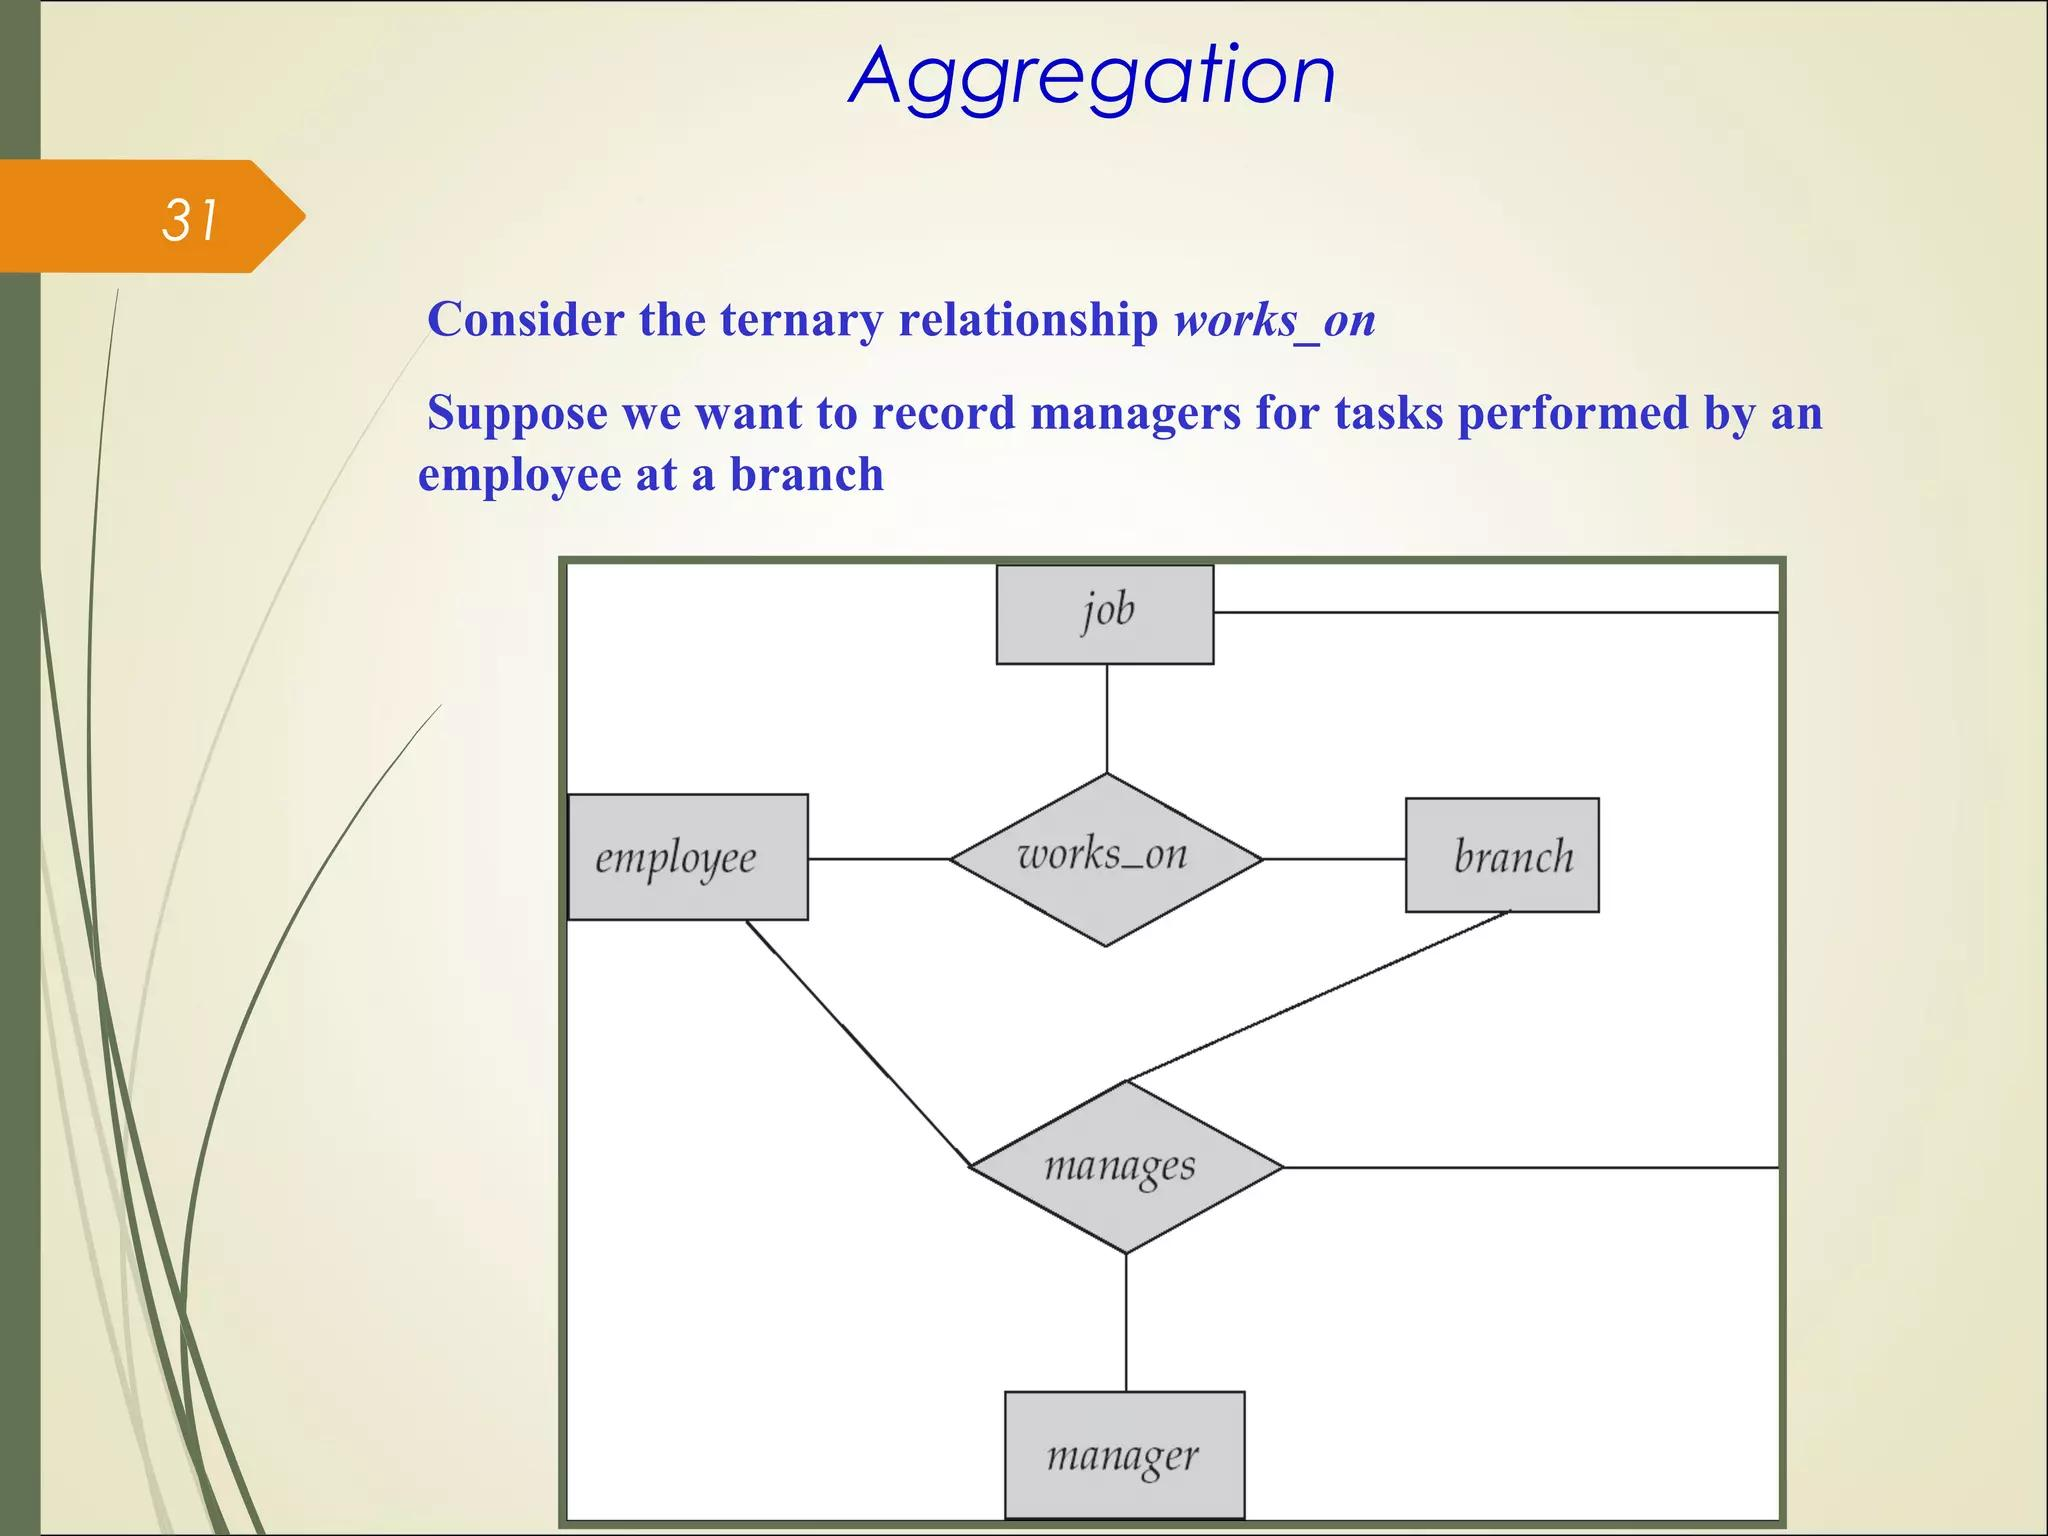 Aggregation
31
Consider the ternary relationship works_on
Suppose we want to record managers for tasks performed by an
employee at a branch
job
employee
works_on
branch
manages
manager